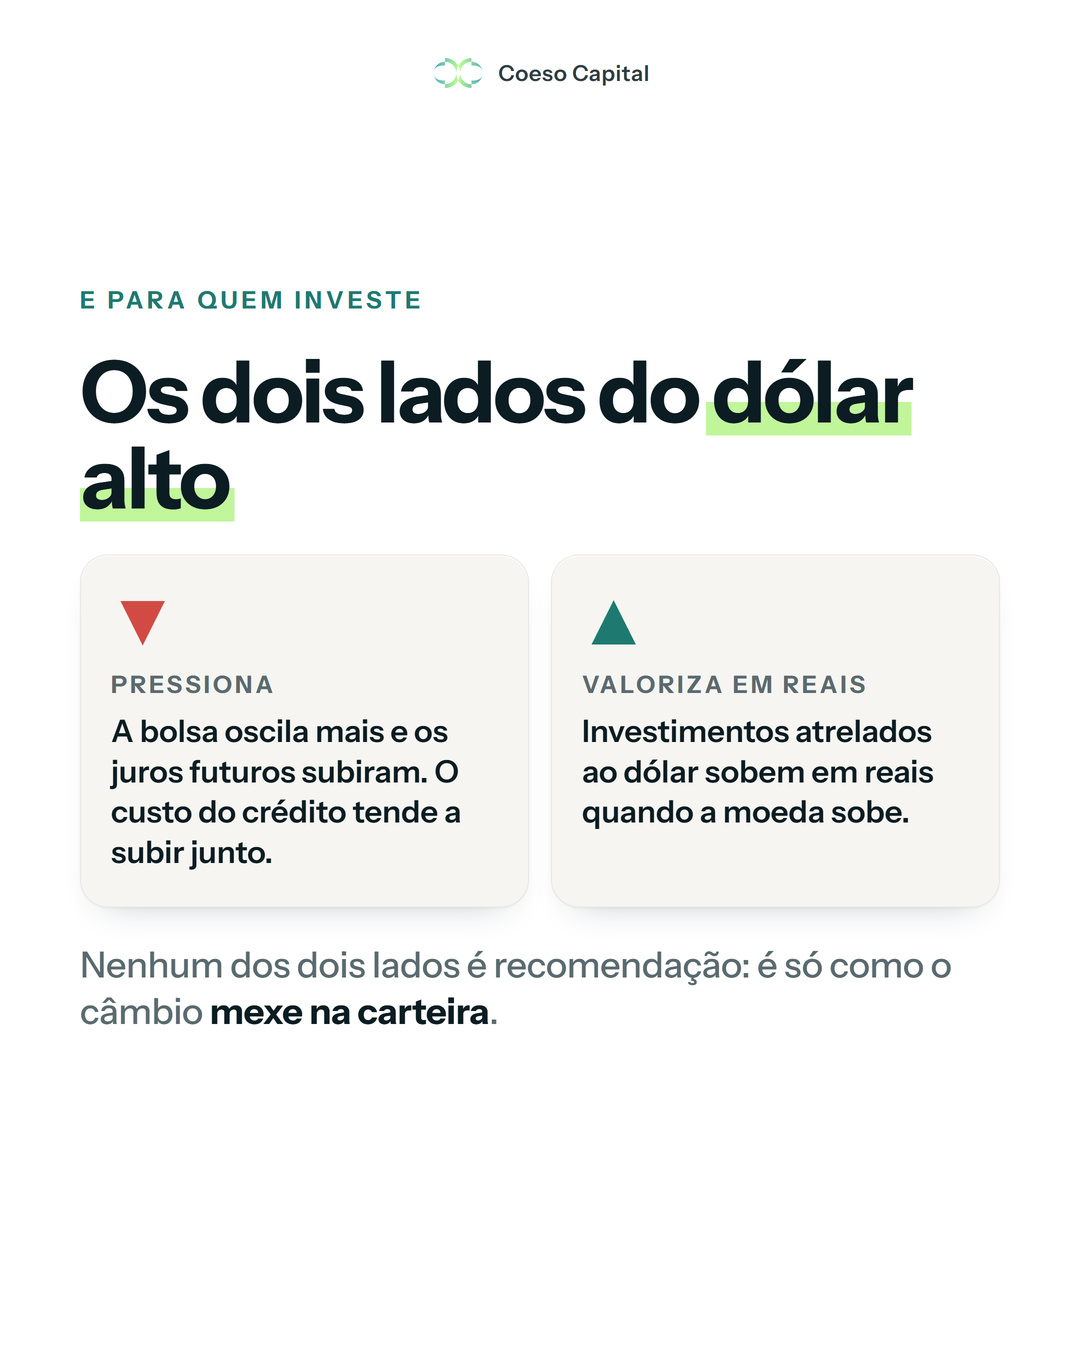 Coeso Capital
E PARA QUEM INVESTE
Os dois lados do dólar
alto
PRESSIONA
A bolsa oscila mais e os
juros futuros subiram. O
custo do crédito tende a
subir junto.
VALORIZA EM REAIS
Investimentos atrelados
ao dólar sobem em reais
quando a moeda sobe.
Nenhum dos dois lados é recomendação: é só como o
câmbio mexe na carteira.